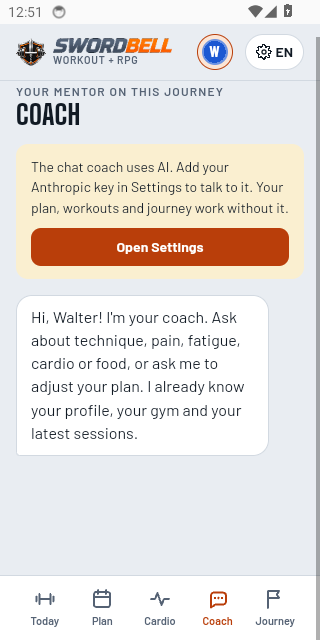 12:51
SWORDBELL
WORKOUT + RPG
W
EN
YOUR MENTOR ON THIS JOURNEY
COACH
The chat coach uses AI. Add your
Anthropic key in Settings to talk to it. Your
plan, workouts and journey work without it.
Open Settings
Hi, Walter! I'm your coach. Ask
about technique, pain, fatigue,
cardio or food, or ask me to
adjust your plan. I already know
your profile, your gym and your
latest sessions.
Today
Plan
Cardio
Coach
Journey